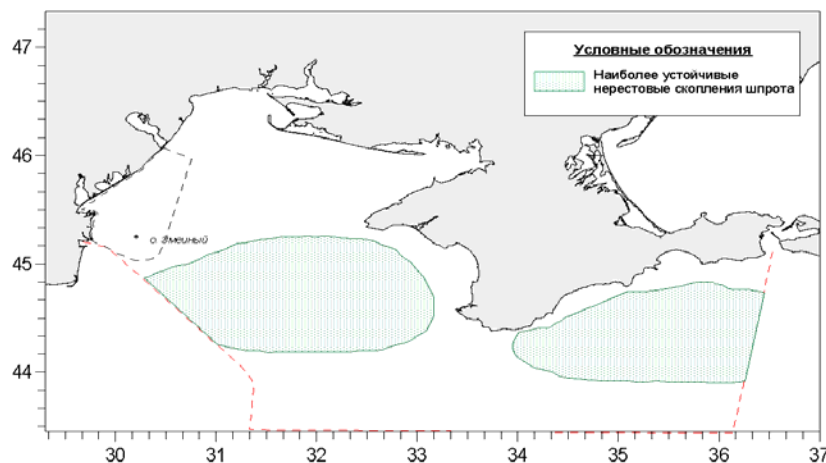 47
46
45
44
Условные обозначения
Наиболее устойчивые
нерестовые скопления шпрота
о. Змеиный
30 31 32 33 34 35 36 37